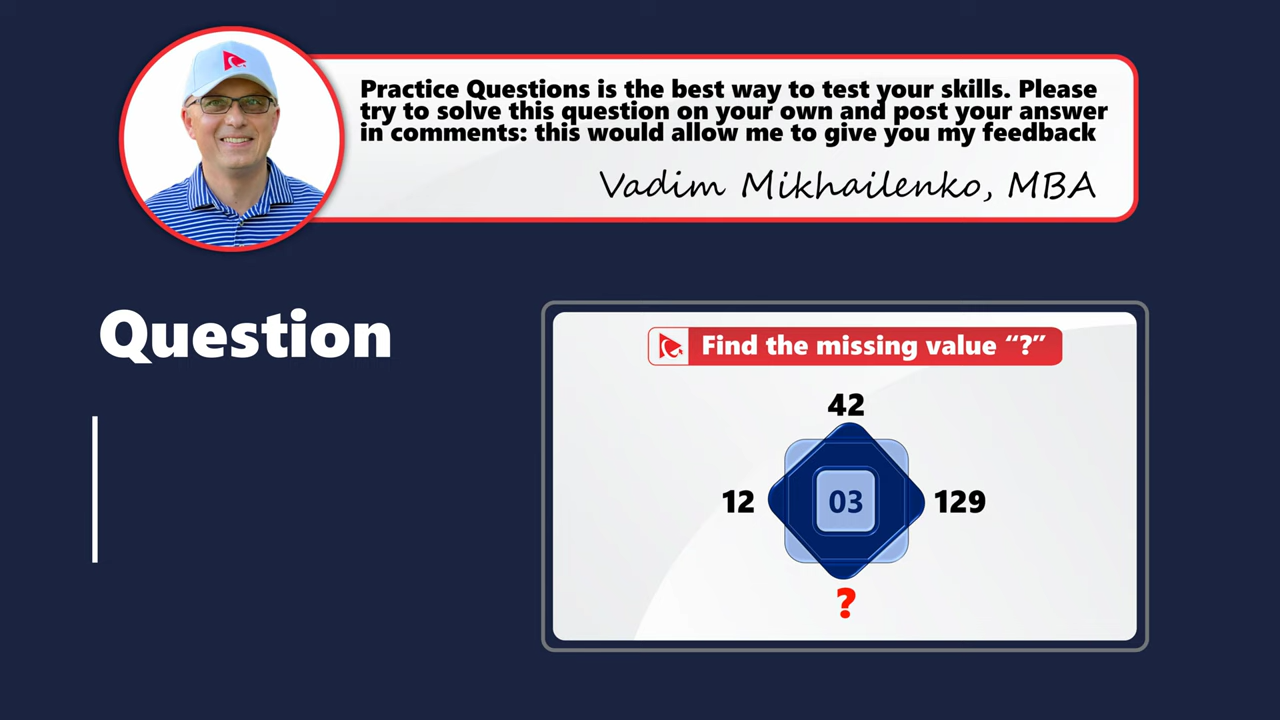 Practice Questions is the best way to test your skills. Please
try to solve this question on your own and post your answer
in comments: this would allow me to give you my feedback
Vadim Mikhailenko, MBA
Question
Find the missing value “?”
42
12
03
129
?